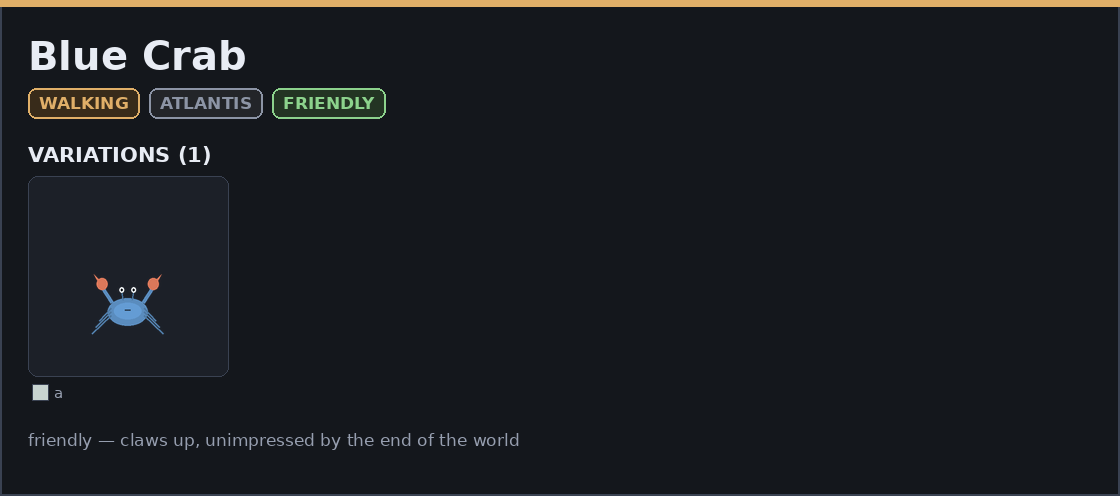 Blue Crab
WALKING ATLANTIS FRIENDLY
VARIATIONS (1)
a
friendly — claws up, unimpressed by the end of the world